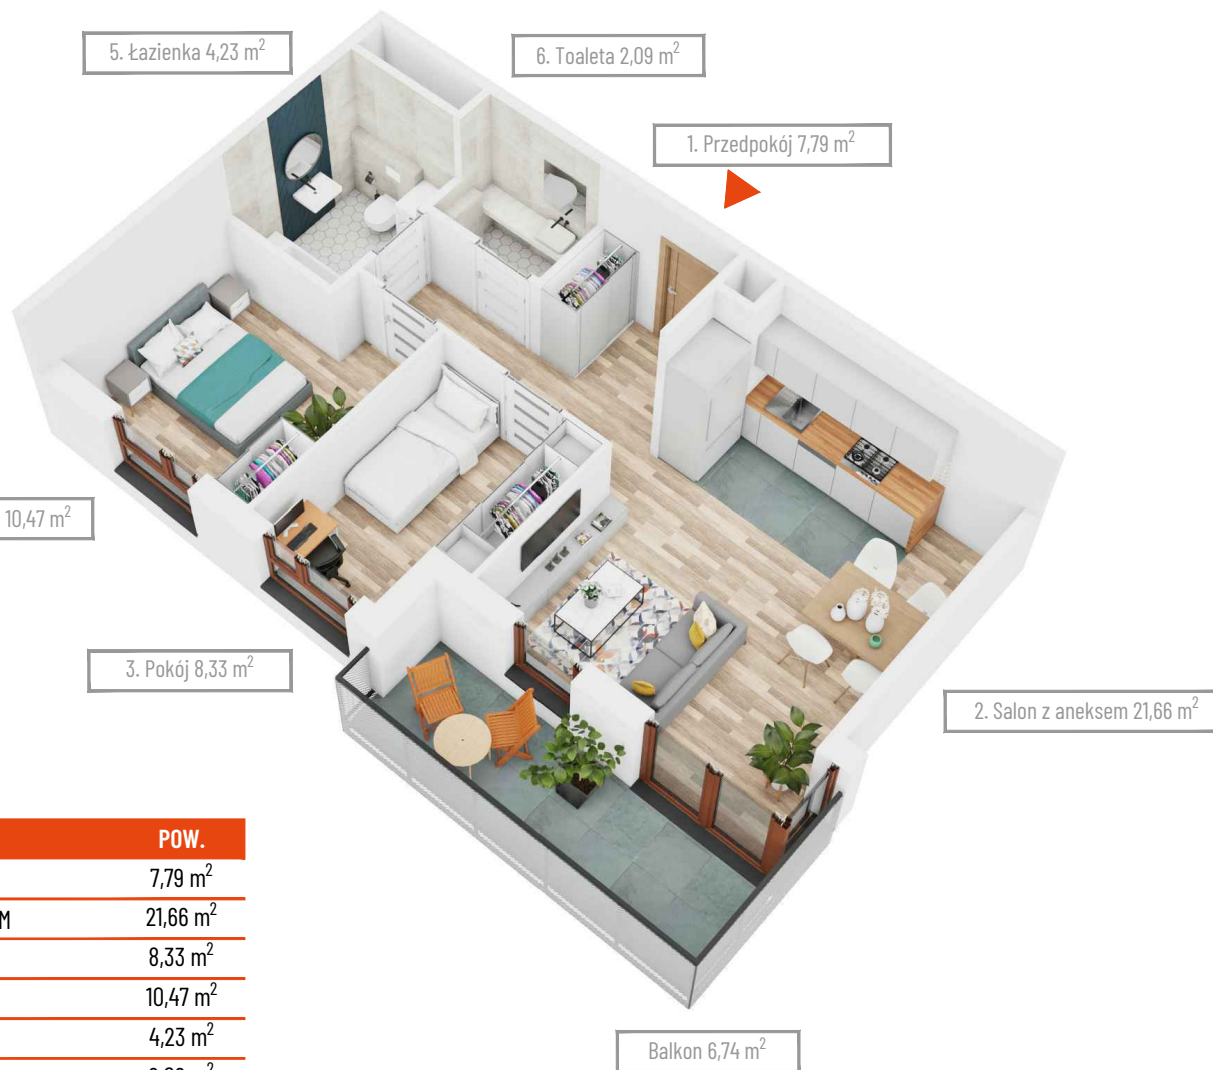 5. Łazienka 4,23 m²
6. Toaleta 2,09 m²
1. Przedpokój 7,79 m²
10,47 m²
3. Pokój 8,33 m²
2. Salon z aneksem 21,66 m²
POW.
7,79 m²
M 21,66 m²
8,33 m²
10,47 m²
4,23 m²
Balkon 6,74 m²